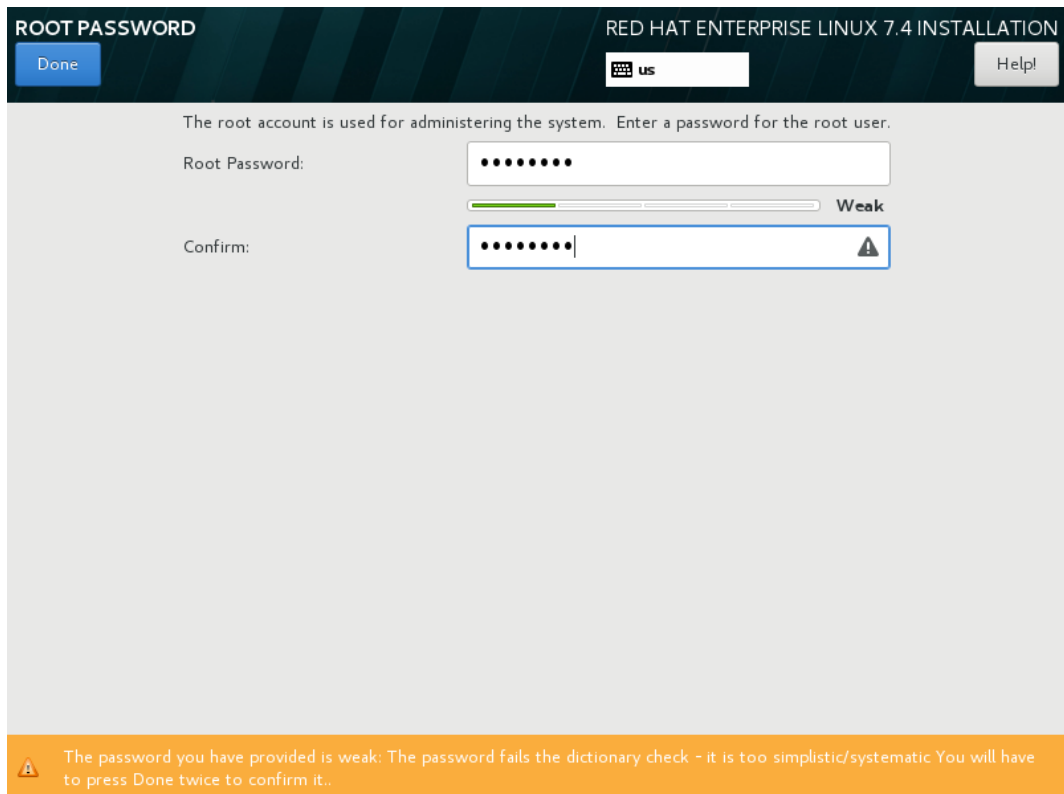 ROOT PASSWORD
RED HAT ENTERPRISE LINUX 7.4 INSTALLATION
Done
us
Help!
The root account is used for administering the system. Enter a password for the root user.
Root Password:
••••••••
Weak
Confirm:
••••••••
The password you have provided is weak: The password fails the dictionary check - it is too simplistic/systematic You will have
to press Done twice to confirm it..